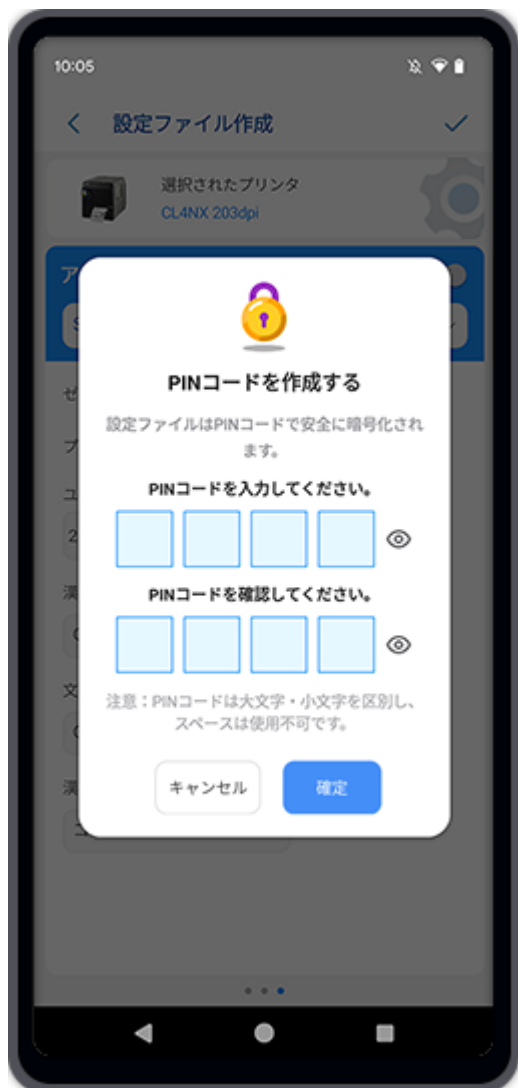 10:05
設定ファイル作成
選択されたプリンタ
CL4NX 203dpi
PINコードを作成する
設定ファイルはPINコードで安全に暗号化され
ます。
PINコードを入力してください。
PINコードを確認してください。
注意：PINコードは大文字・小文字を区別し、
スペースは使用不可です。
キャンセル
確定